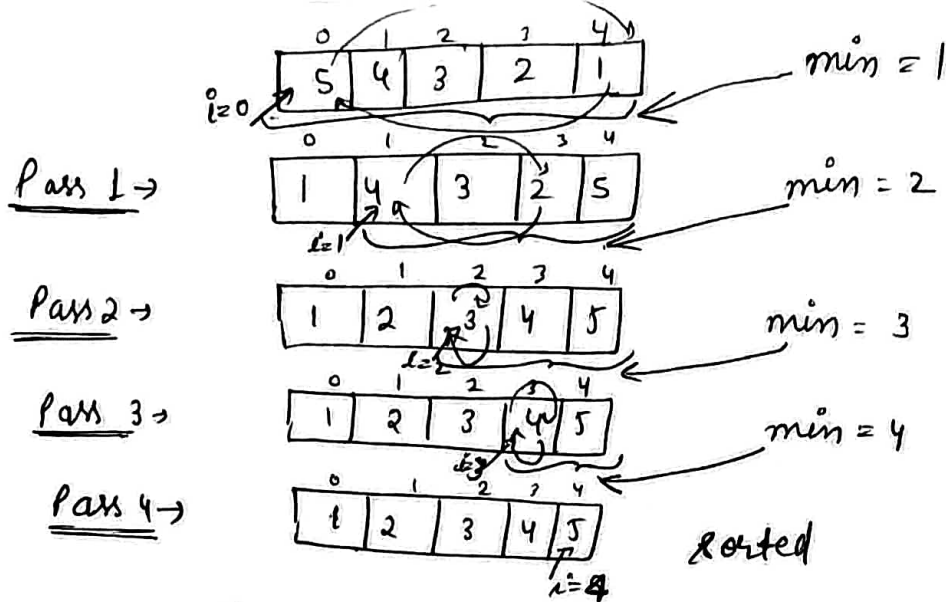 0 1 2 3 4
5 4 3 2 1 min = 1
i=0
0 1 2 3 4
Pass 1→ 1 4 3 2 5 min = 2
i=1
0 1 2 3 4
Pass 2→ 1 2 3 4 5 min = 3
i=2
0 1 2 3 4
Pass 3→ 1 2 3 4 5 min = 4
i=3
0 1 2 3 4
Pass 4→ 1 2 3 4 5 sorted
i=4